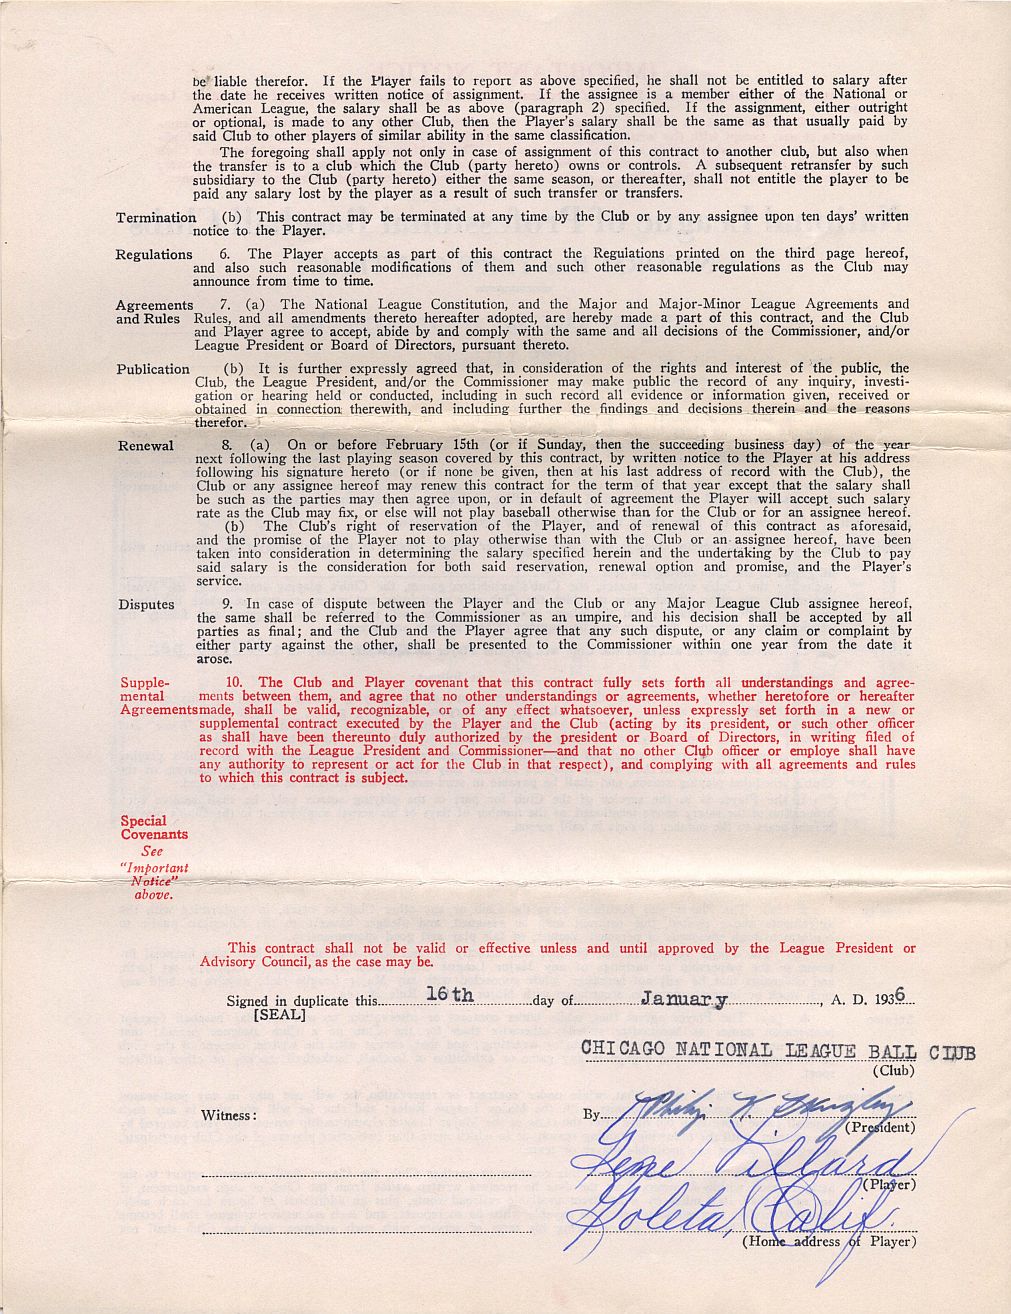 be liable therefor. If the Player fails to report as above specified, he shall not be entitled to salary after
the date he receives written notice of assignment. If the assignee is a member either of the National or
American League, the salary shall be as above (paragraph 2) specified. If the assignment, either outright
or optional, is made to any other Club, then the Player's salary shall be the same as that usually paid by
said Club to other players of similar ability in the same classification.
The foregoing shall apply not only in case of assignment of this contract to another club, but also when
the transfer is to a club which the Club (party hereto) owns or controls. A subsequent retransfer by such
subsidiary to the Club (party hereto) either the same season, or thereafter, shall not entitle the player to be
paid any salary lost by the player as a result of such transfer or transfers.
Termination (b) This contract may be terminated at any time by the Club or by any assignee upon ten days' written
notice to the Player.
Regulations 6. The Player accepts as part of this contract the Regulations printed on the third page hereof,
and also such reasonable modifications of them and such other reasonable regulations as the Club may
announce from time to time.
Agreements 7. (a) The National League Constitution, and the Major and Major-Minor League Agreements and
and Rules Rules, and all amendments thereto hereafter adopted, are hereby made a part of this contract, and the Club
and Player agree to accept, abide by and comply with the same and all decisions of the Commissioner, and/or
League President or Board of Directors, pursuant thereto.
Publication (b) It is further expressly agreed that, in consideration of the rights and interest of the public, the
Club, the League President, and/or the Commissioner may make public the record of any inquiry, investi-
gation or hearing held or conducted, including in such record all evidence or information given, received or
obtained in connection therewith, and including further the findings and decisions therein and the reasons
therefor.
Renewal 8. (a) On or before February 15th (or if Sunday, then the succeeding business day) of the year
next following the last playing season covered by this contract, by written notice to the Player at his address
following his signature hereto (or if none be given, then at his last address of record with the Club), the
Club or any assignee hereof may renew this contract for the term of that year except that the salary shall
be such as the parties may then agree upon, or in default of agreement the Player will accept such salary
rate as the Club may fix, or else will not play baseball otherwise than for the Club or for an assignee hereof.
(b) The Club's right of reservation of the Player, and of renewal of this contract as aforesaid,
and the promise of the Player not to play otherwise than with the Club or an assignee hereof, have been
taken into consideration in determining the salary specified herein and the undertaking by the Club to pay
said salary is the consideration for both said reservation, renewal option and promise, and the Player's
service.
Disputes 9. In case of dispute between the Player and the Club or any Major League Club assignee hereof,
the same shall be referred to the Commissioner as an umpire, and his decision shall be accepted by all
parties as final; and the Club and the Player agree that any such dispute, or any claim or complaint by
either party against the other, shall be presented to the Commissioner within one year from the date it
arose.
Supple- 10. The Club and Player covenant that this contract fully sets forth all understandings and agree-
mental ments between them, and agree that no other understandings or agreements, whether heretofore or hereafter
Agreements made, shall be valid, recognizable, or of any effect whatsoever, unless expressly set forth in a new or
supplemental contract executed by the Player and the Club (acting by its president, or such other officer
as shall have been thereunto duly authorized by the president or Board of Directors, in writing filed of
record with the League President and Commissioner—and that no other Club officer or employe shall have
any authority to represent or act for the Club in that respect), and complying with all agreements and rules
to which this contract is subject.
Special
Covenants
See
"Important
Notice"
above.
This contract shall not be valid or effective unless and until approved by the League President or
Advisory Council, as the case may be.
Signed in duplicate this 16th day of January, A. D. 1936
[SEAL]
CHICAGO NATIONAL LEAGUE BALL CLUB
(Club)
Witness: By Philip K Wrigley
(President)
Gene Lillard
(Player)
Goleta, Calif.
(Home address of Player)